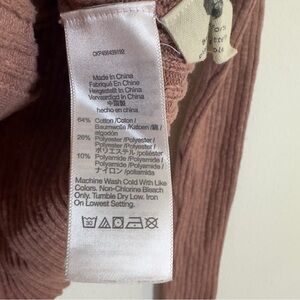 CKF456439192
Made In China
Fabriqué En Chine
Hergestellt In China
Vervaardigd In China
中国製
hecho en china
64% Cotton /Coton /
Baumwolle /Katoen /綿/
algodón
26% Polyester /Polyester /
Polyester /Polyester /
ポリエステル /poliéster
10% Polyamide /Polyamide /
Polyamid /Polyamide /
ナイロン /poliamida
Machine Wash Cold With Like
Colors. Non-Chlorine Bleach
Only. Tumble Dry Low. Iron
On Lowest Setting.